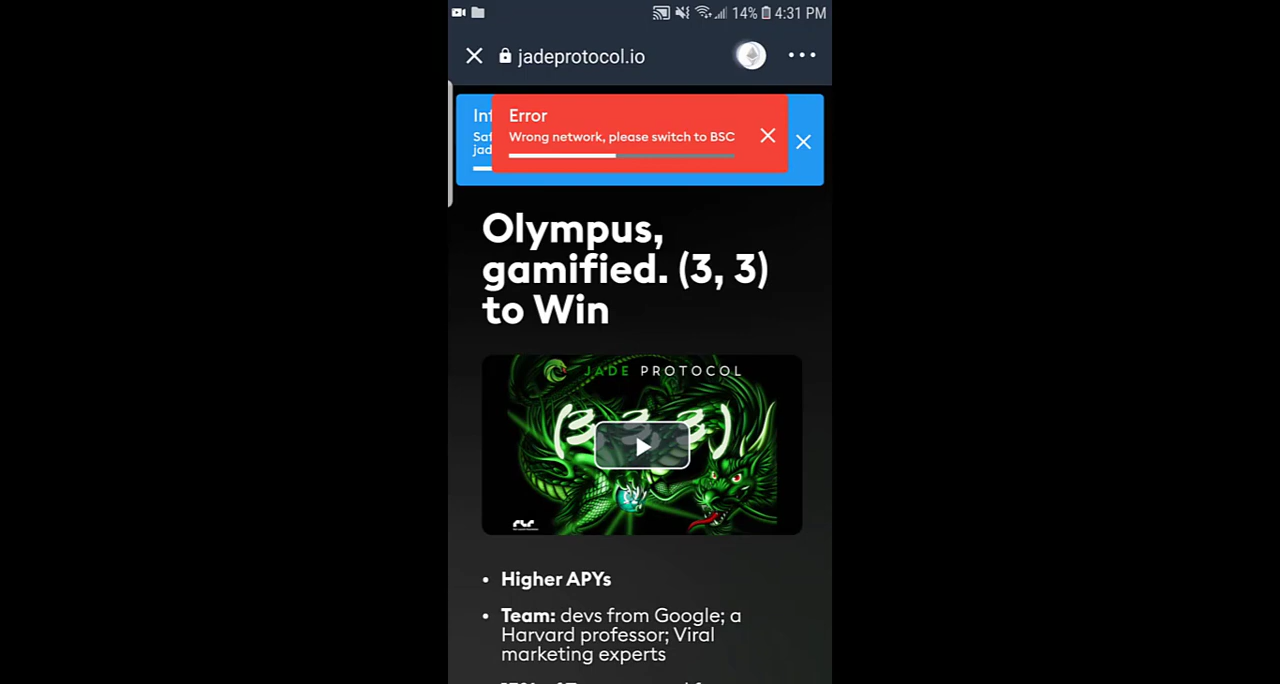 14% 4:31 PM
jadeprotocol.io
Error
Wrong network, please switch to BSC
Olympus,
gamified. (3, 3)
to Win
JADE PROTOCOL
• Higher APYs
• Team: devs from Google; a
Harvard professor; Viral
marketing experts